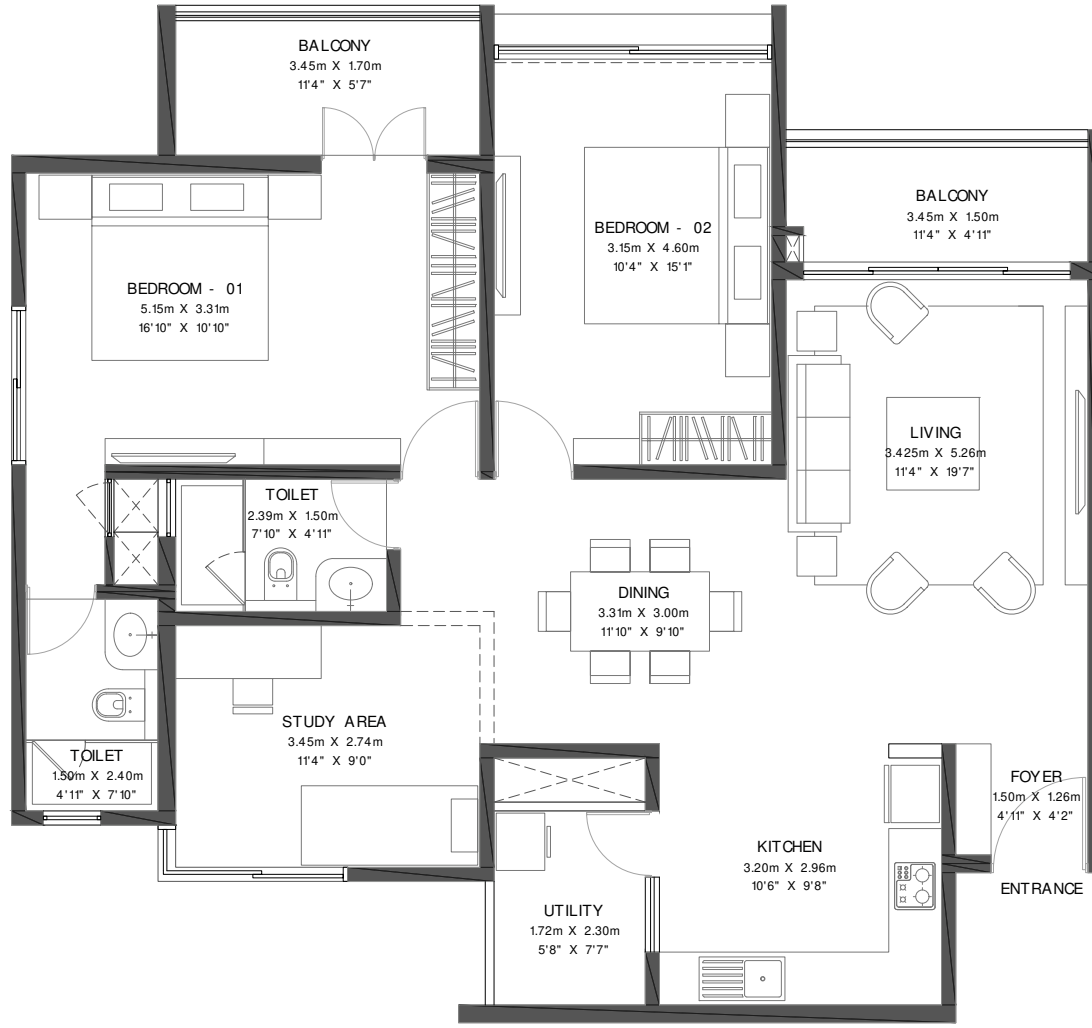 BALCONY
3.45m X 1.70m
11'4" X 5'7"
BEDROOM - 02
3.15m X 4.60m
10'4" X 15'1"
BALCONY
3.45m X 1.50m
11'4" X 4'11"
BEDROOM - 01
5.15m X 3.31m
16'10" X 10'10"
LIVING
3.425m X 5.26m
11'4" X 19'7"
TOILET
2.39m X 1.50m
7'10" X 4'11"
DINING
3.31m X 3.00m
11'10" X 9'10"
STUDY AREA
3.45m X 2.74m
11'4" X 9'0"
TOILET
1.50m X 2.40m
4'11" X 7'10"
FOYER
1.50m X 1.26m
4'11" X 4'2"
KITCHEN
3.20m X 2.96m
10'6" X 9'8"
ENTRANCE
UTILITY
1.72m X 2.30m
5'8" X 7'7"